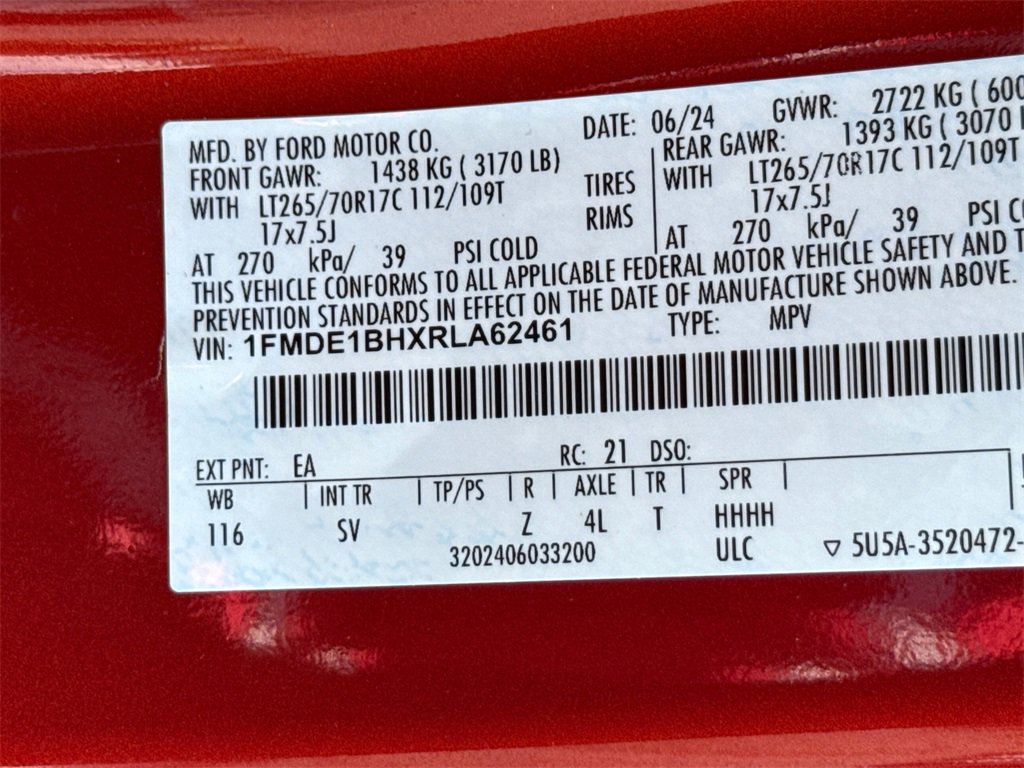 MFD. BY FORD MOTOR CO. DATE: 06/24 GVWR: 2722 KG ( 600
FRONT GAWR: 1438 KG ( 3170 LB) REAR GAWR: 1393 KG ( 3070 
WITH LT265/70R17C 112/109T TIRES WITH LT265/70R17C 112/109T
17x7.5J RIMS 17x7.5J
AT 270 kPa/ 39 PSI COLD AT 270 kPa/ 39 PSI
THIS VEHICLE CONFORMS TO ALL APPLICABLE FEDERAL MOTOR VEHICLE SAFETY AND
PREVENTION STANDARDS IN EFFECT ON THE DATE OF MANUFACTURE SHOWN ABOVE.
VIN: 1FMDE1BHXRLA62461 TYPE: MPV
EXT PNT: EA RC: 21 DSO:
WB | INT TR | TP/PS | R | AXLE | TR | SPR |
116 SV Z 4L T HHHH
3202406033200 ULC ▽ 5U5A-3520472-